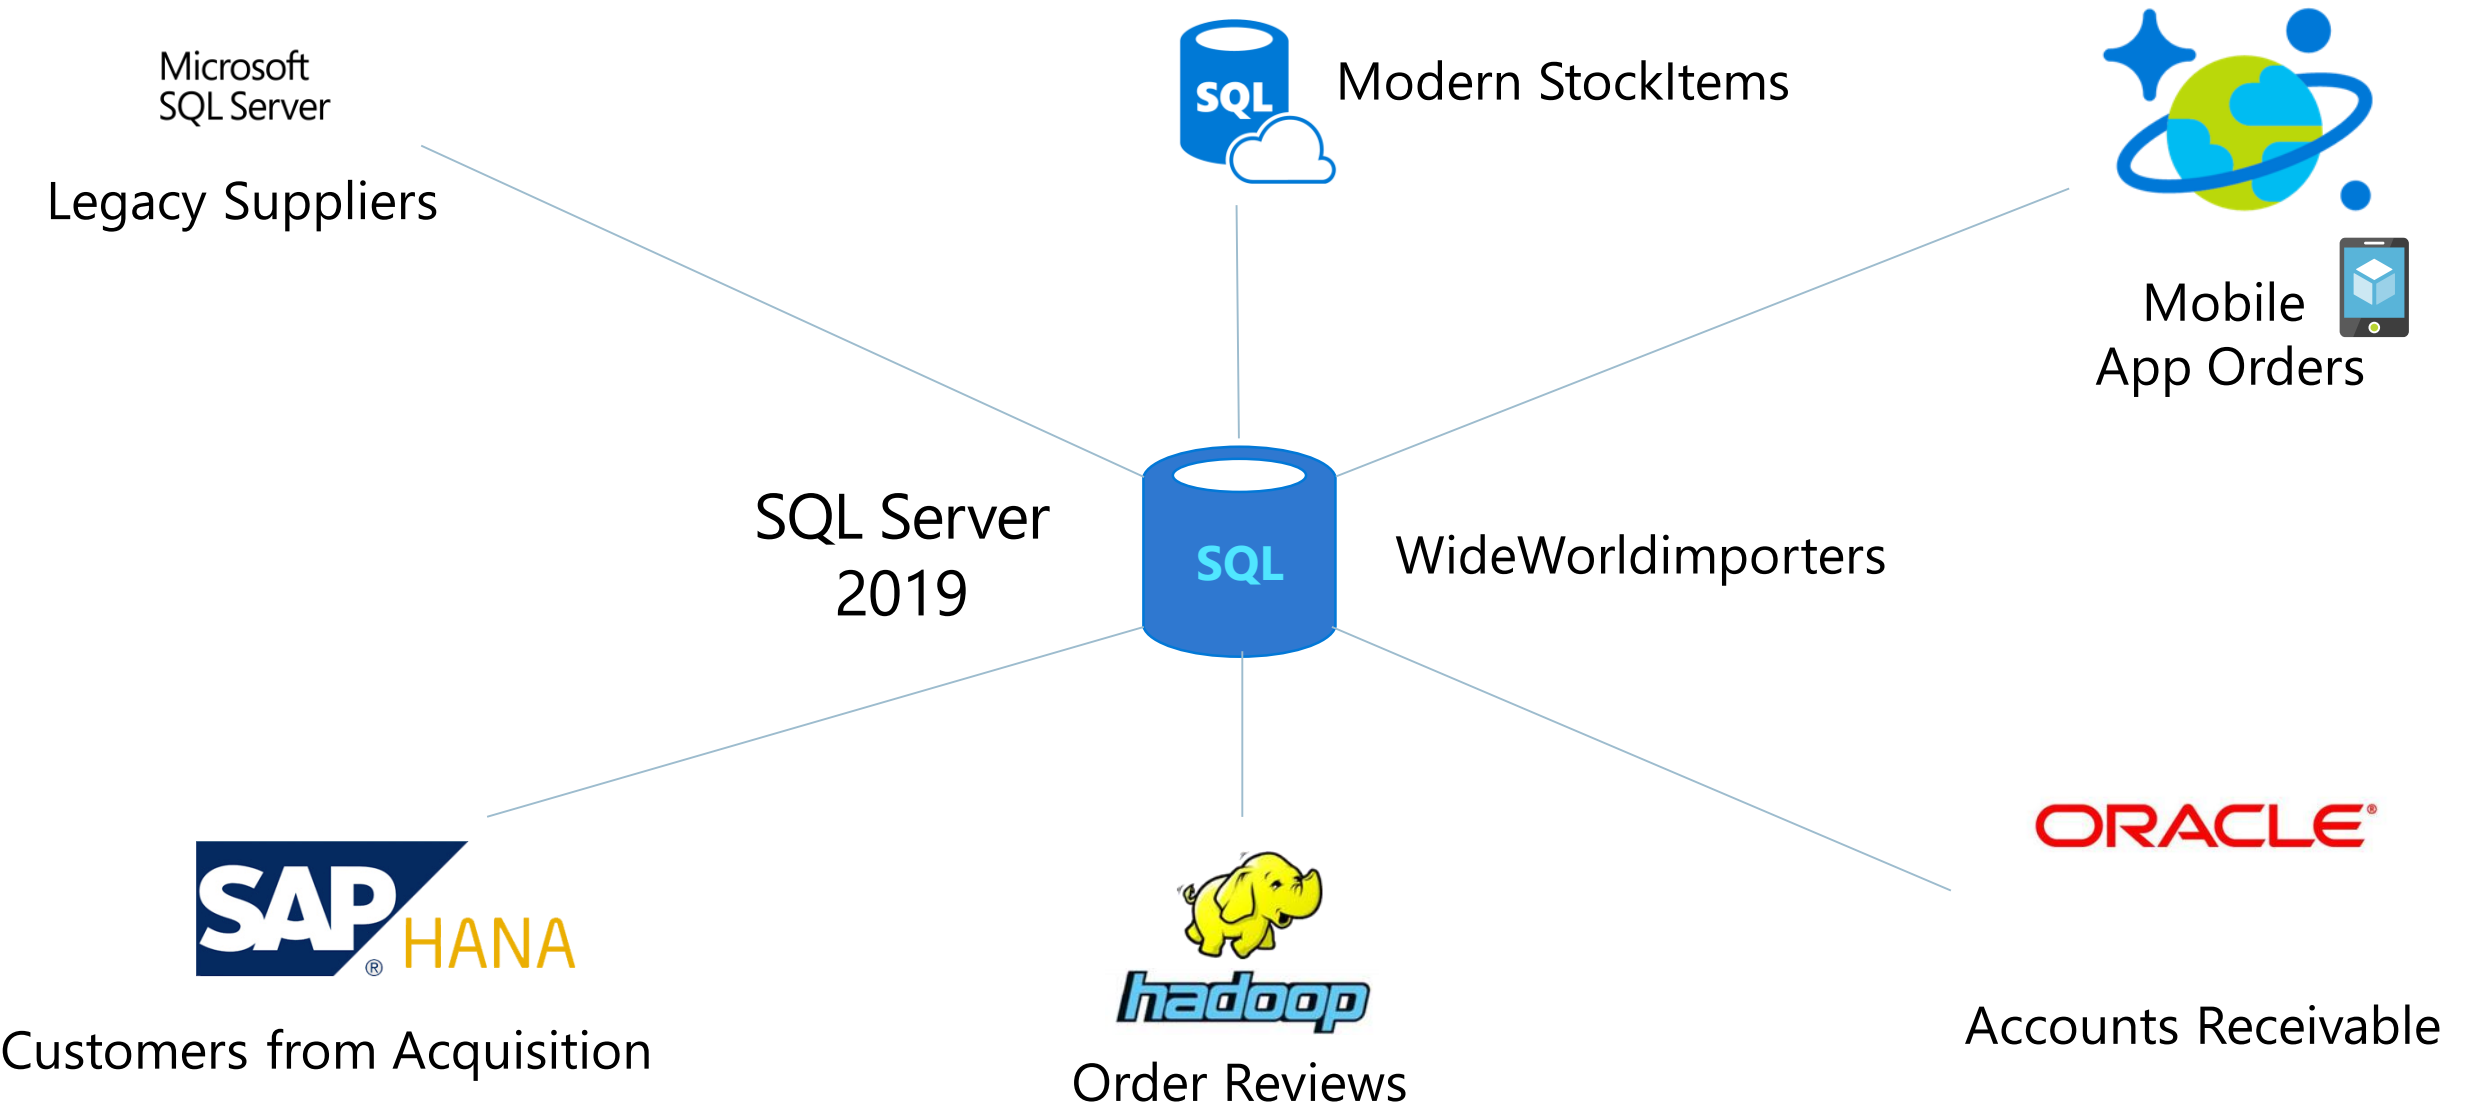 Microsoft
SQL Server
Legacy Suppliers
SQL
Modern StockItems
Mobile
App Orders
SQL Server
2019
SQL
WideWorldimporters
SAP
®
HANA
Customers from Acquisition
hadoop
Order Reviews
ORACLE®
Accounts Receivable